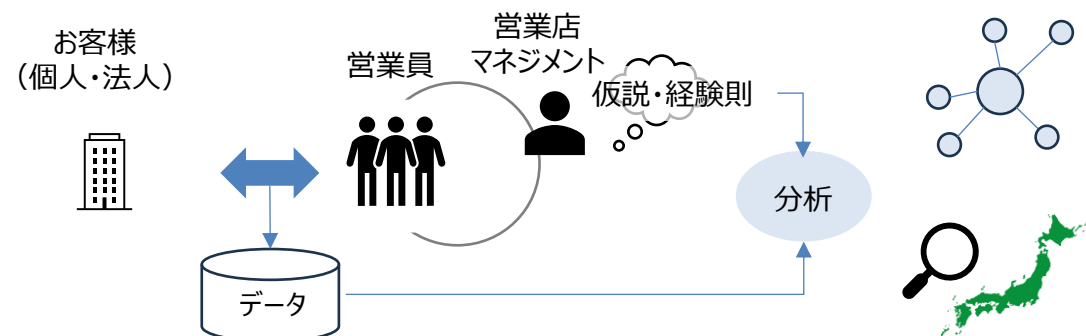 お客様
（個人・法人）
営業員
営業店
マネジメント
仮説・経験則
分析
データ